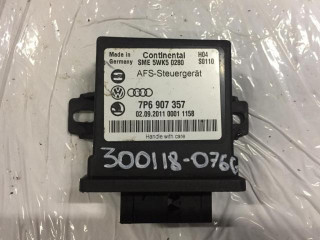 Made in Continental H04
Germany SME 5WK5 0280 S0110
AFS-Steuergerät
7P6 907 357
02.09.2011 0001 1158
Handle with care
300118-076